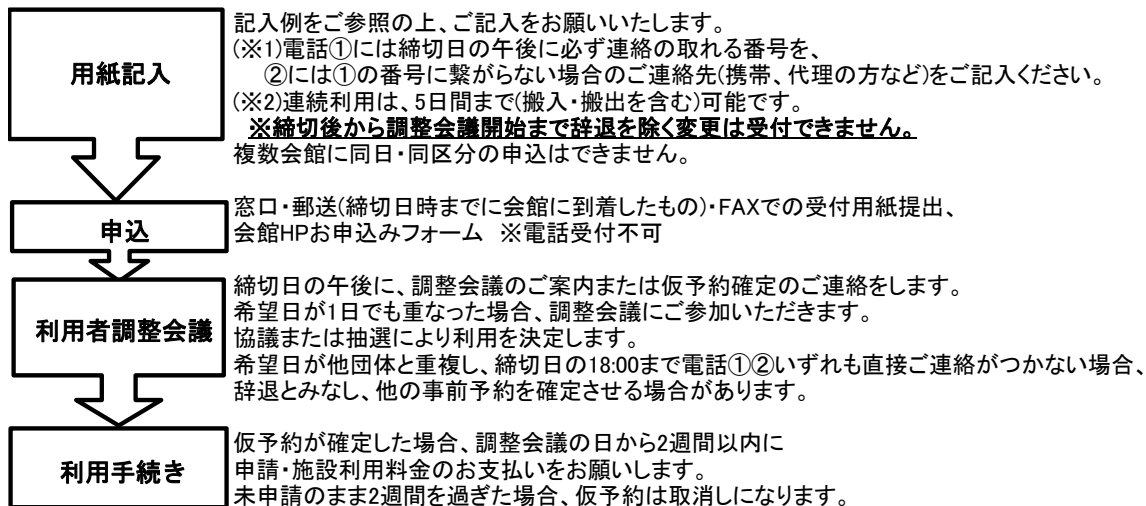 用紙記入
記入例をご参照の上、ご記入をお願いいたします。
(※1)電話①には締切日の午後に必ず連絡の取れる番号を、
②には①の番号に繋がらない場合のご連絡先(携帯、代理の方など)をご記入ください。
(※2)連続利用は、5日間まで(搬入・搬出を含む)可能です。
※締切後から調整会議開始まで辞退を除く変更は受付できません。
複数会館に同日・同区分の申込はできません。
申込
窓口・郵送(締切日時までに会館に到着したもの)・FAXでの受付用紙提出、
会館HPお申込みフォーム ※電話受付不可
利用者調整会議
締切日の午後に、調整会議のご案内または仮予約確定のご連絡をします。
希望日が1日でも重なった場合、調整会議にご参加いただきます。
協議または抽選により利用を決定します。
希望日が他団体と重複し、締切日の18:00まで電話①②いずれも直接ご連絡がつかない場合、
辞退とみなし、他の事前予約を確定させる場合があります。
利用手続き
仮予約が確定した場合、調整会議の日から2週間以内に
申請・施設利用料金のお支払いをお願いします。
未申請のまま2週間を過ぎた場合、仮予約は取消しになります。